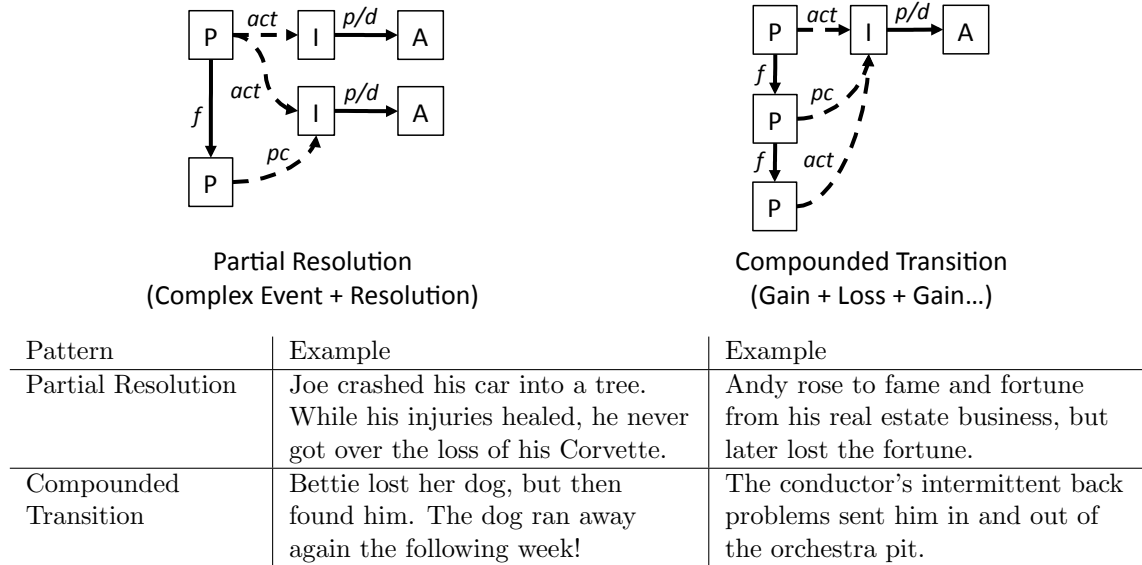 P act I p/d A
act I p/d A
f
pc
P
Partial Resolution
(Complex Event + Resolution)
P act I p/d A
f
pc
P
f act
P
Compounded Transition
(Gain + Loss + Gain…)
Pattern Example Example
Partial Resolution Joe crashed his car into a tree. Andy rose to fame and fortune
While his injuries healed, he never from his real estate business, but
got over the loss of his Corvette. later lost the fortune.
Compounded Bettie lost her dog, but then The conductor's intermittent back
Transition found him. The dog ran away problems sent him in and out of
again the following week! the orchestra pit.